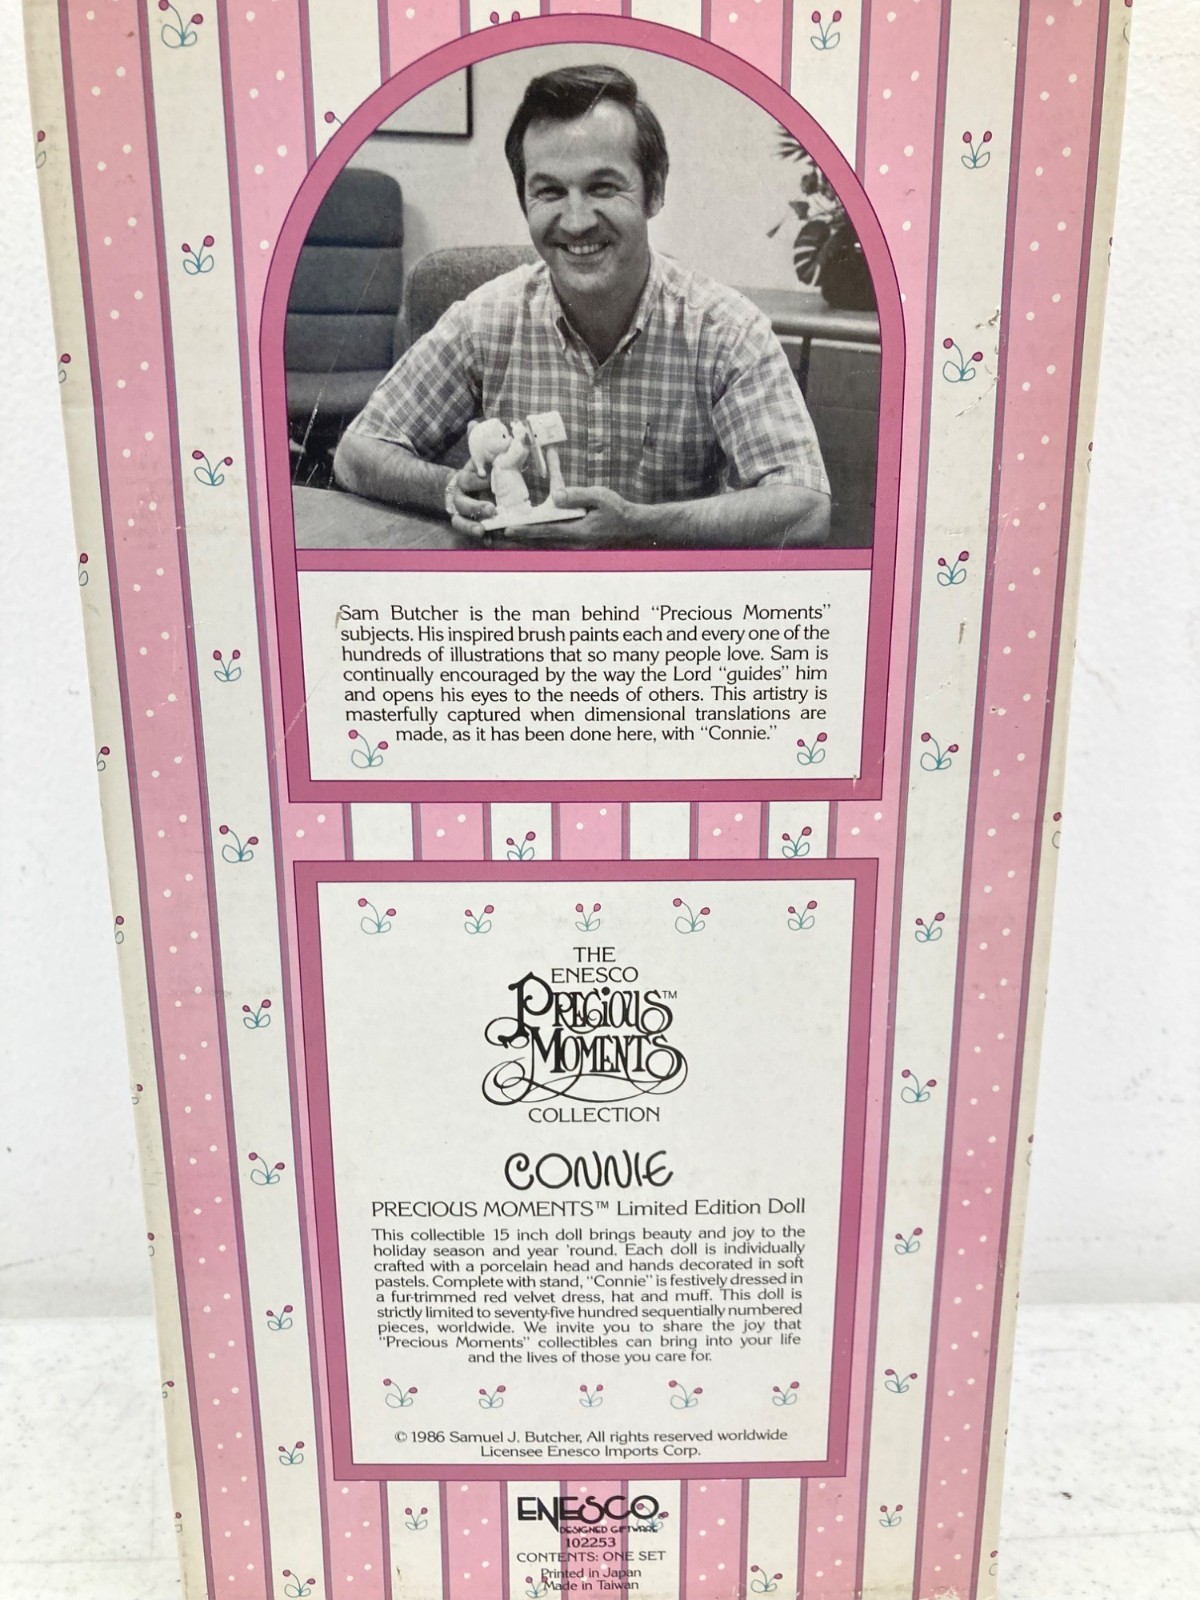 Sam Butcher is the man behind "Precious Moments"
subjects. His inspired brush paints each and every one of the
hundreds of illustrations that so many people love. Sam is
continually encouraged by the way the Lord "guides" him
and opens his eyes to the needs of others. This artistry is
masterfully captured when dimensional translations are
made, as it has been done here, with "Connie."
THE
ENESCO
PRECIOUS™
MOMENTS
COLLECTION
CONNIE
PRECIOUS MOMENTS™ Limited Edition Doll
This collectible 15 inch doll brings beauty and joy to the
holiday season and year 'round. Each doll is individually
crafted with a porcelain head and hands decorated in soft
pastels. Complete with stand, "Connie" is festively dressed in
a fur-trimmed red velvet dress, hat and muff. This doll is
strictly limited to seventy-five hundred sequentially numbered
pieces, worldwide. We invite you to share the joy that
"Precious Moments" collectibles can bring into your life
and the lives of those you care for.
© 1986 Samuel J. Butcher, All rights reserved worldwide
Licensee Enesco Imports Corp.
ENESCO
DESIGNED GIFTWARE
102253
CONTENTS: ONE SET
Printed in Japan
Made in Taiwan